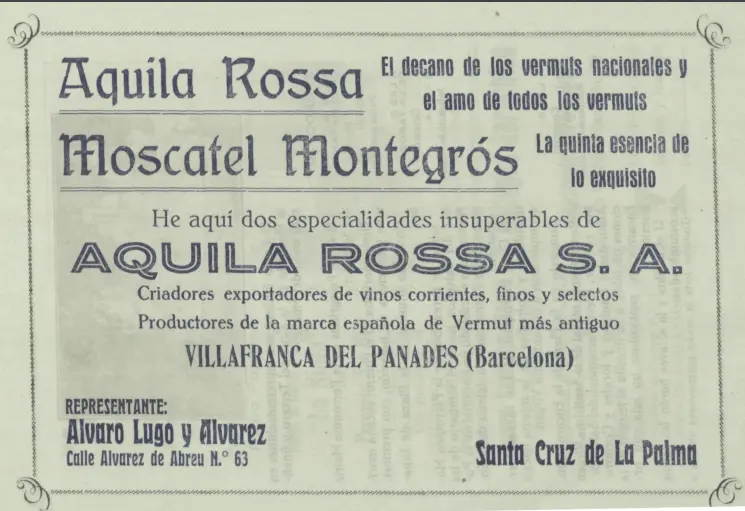 Aquila Rossa
El decano de los vermuts nacionales y
el amo de todos los vermuts
Moscatel Montegrós
La quinta esencia de
lo exquisito
He aquí dos especialidades insuperables de
AQUILA ROSSA S. A.
Criadores exportadores de vinos corrientes, finos y selectos
Productores de la marca española de Vermut más antiguo
VILLAFRANCA DEL PANADES (Barcelona)
REPRESENTANTE:
Alvaro Lugo y Alvarez
Calle Alvarez de Abreu N.° 63
Santa Cruz de La Palma